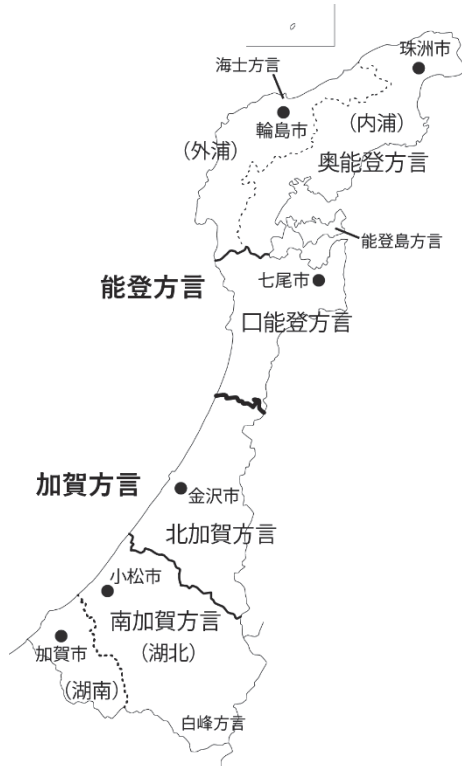 珠洲市
海士方言
輪島市
（内浦）
（外浦）
奥能登方言
能登島方言
七尾市
能登方言
口能登方言
加賀方言
金沢市
北加賀方言
小松市
南加賀方言
（湖北）
加賀市
（湖南）
白峰方言